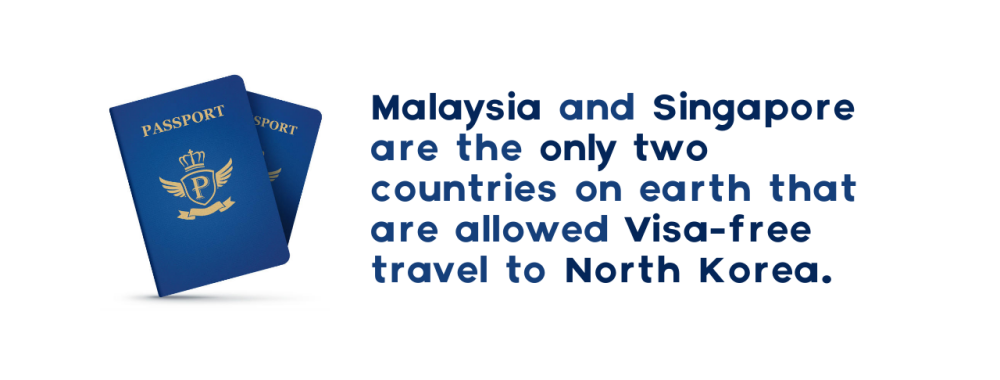 PASSPORT
SPORT
P
Malaysia and Singapore
are the only two
countries on earth that
are allowed Visa-free
travel to North Korea.